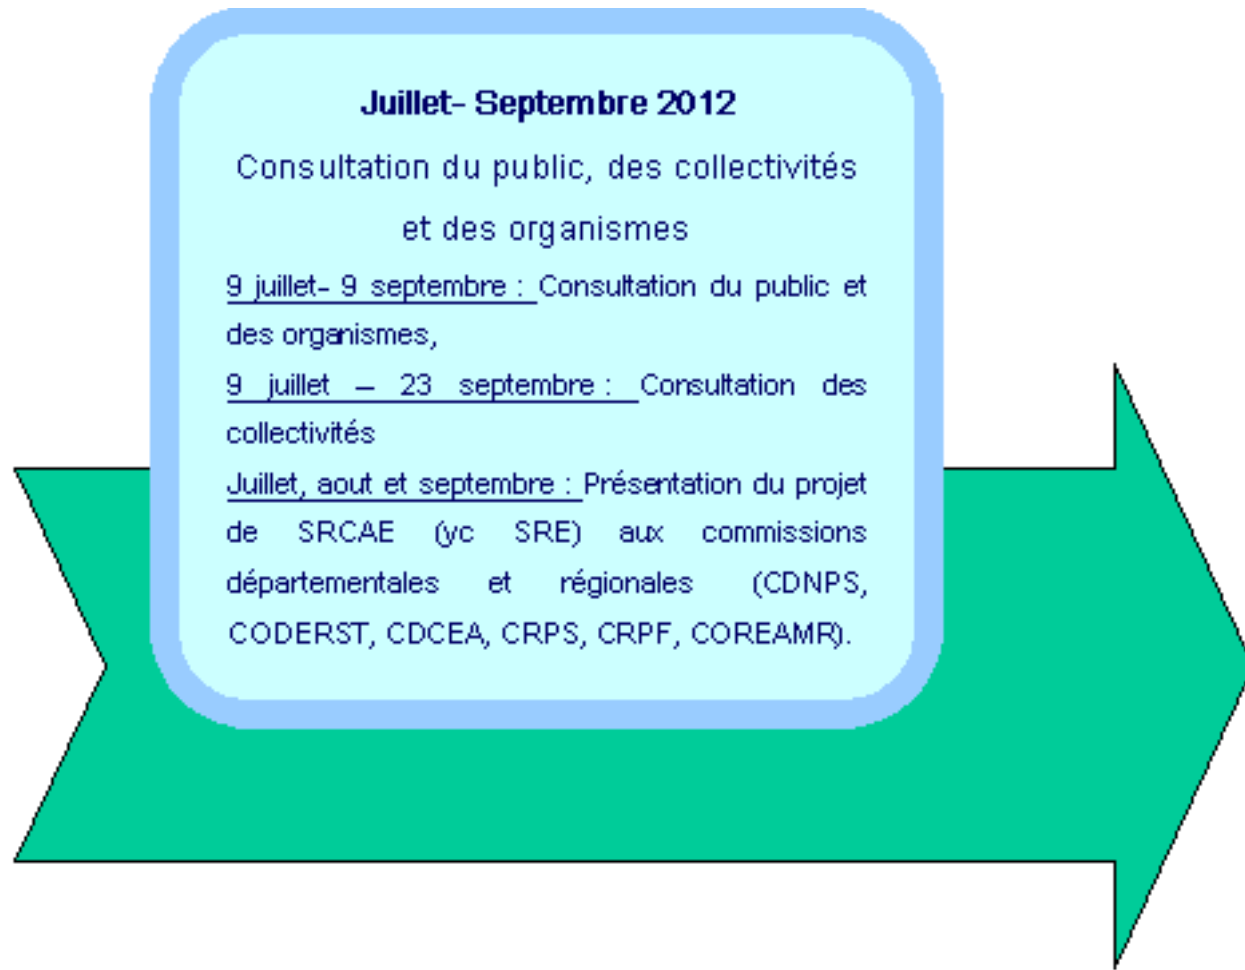 Juillet- Septembre 2012
Consultation du public, des collectivités
et des organismes
9 juillet- 9 septembre : Consultation du public et
des organismes,
9 juillet – 23 septembre : Consultation des
collectivités
Juillet, aout et septembre : Présentation du projet
de SRCAE (yc SRE) aux commissions
départementales et régionales (CDNPS,
CODERST, CDCEA, CRPS, CRPF, COREAMR).